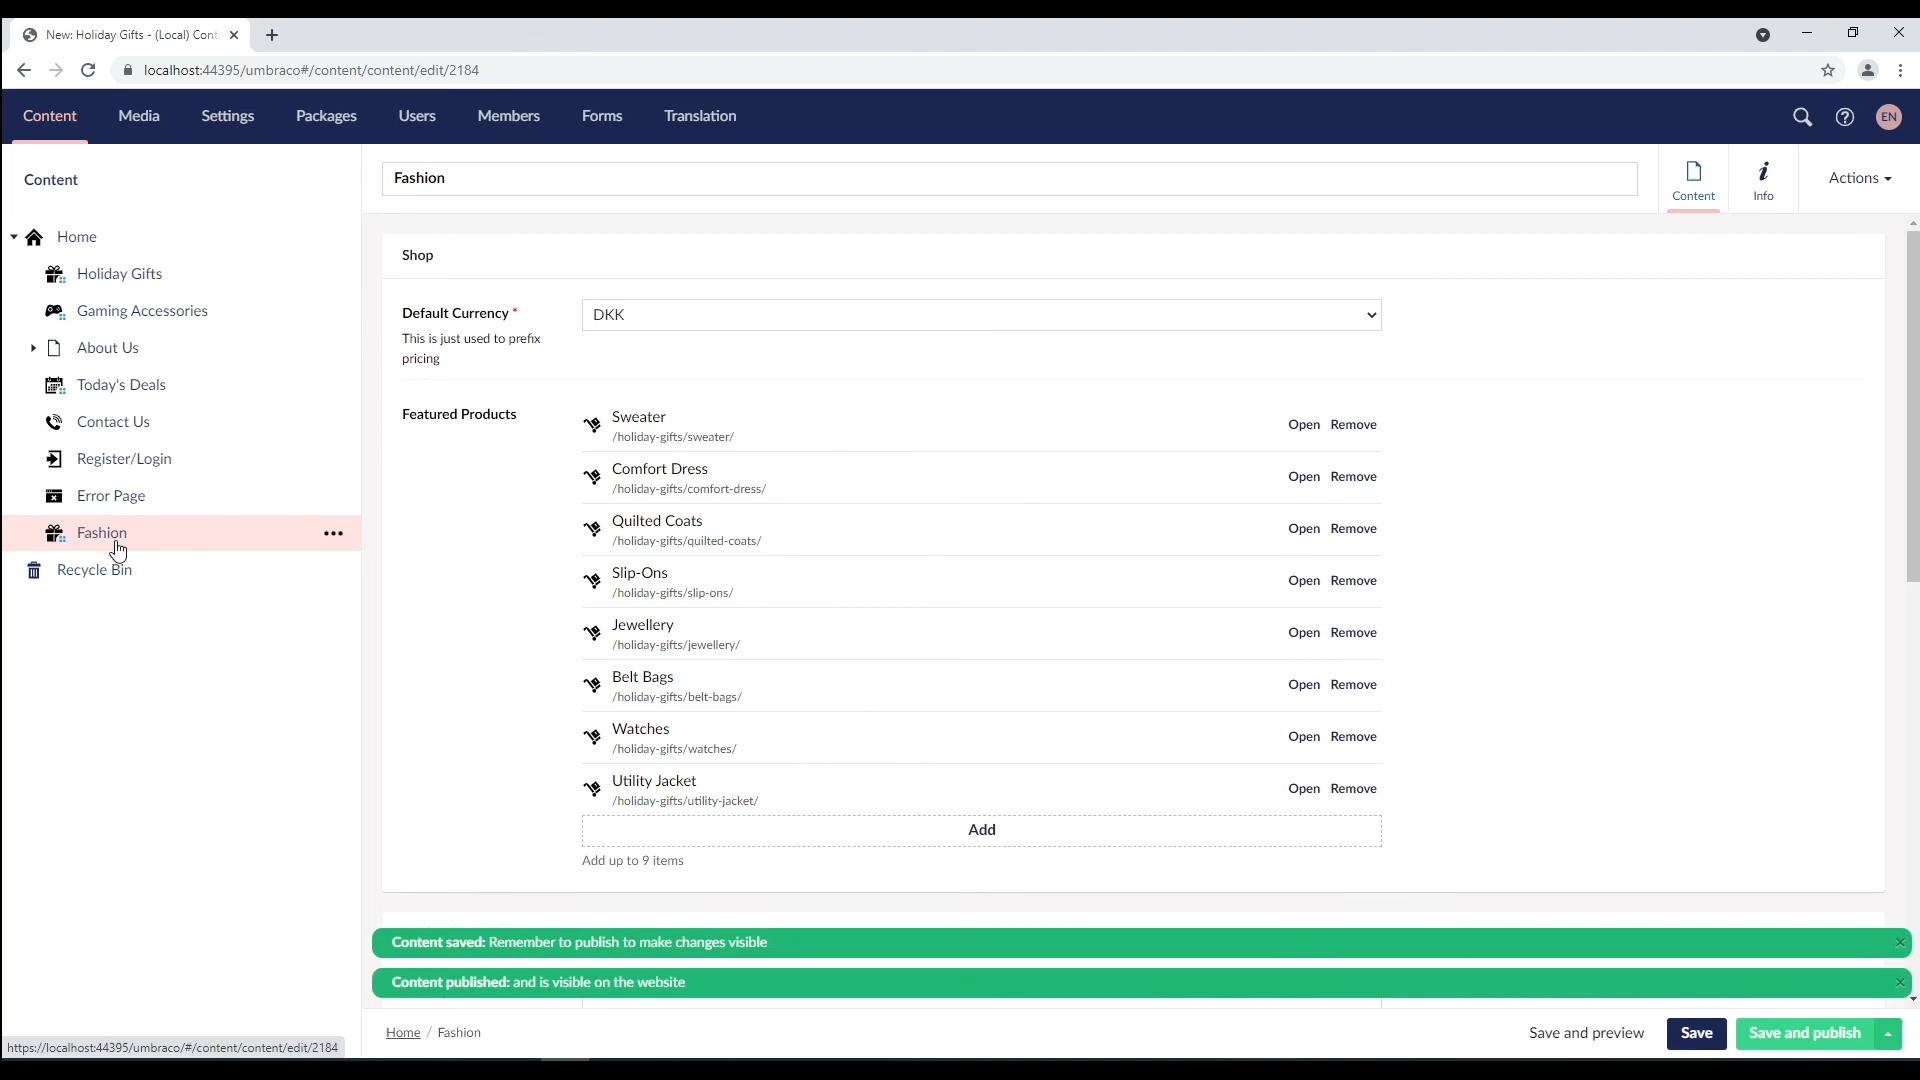 New: Holiday Gifts - (Local) Cont
localhost:44395/umbraco#/content/content/edit/2184
Content
Media
Settings
Packages
Users
Members
Forms
Translation
EN
Content
Home
Holiday Gifts
Gaming Accessories
About Us
Today's Deals
Contact Us
Register/Login
Error Page
Fashion
Recycle Bin
https://localhost:44395/umbraco/#/content/content/edit/2184
Fashion
Content
Info
Actions
Shop
Default Currency *
This is just used to prefix
pricing
DKK
Featured Products
Sweater
/holiday-gifts/sweater/
Open Remove
Comfort Dress
/holiday-gifts/comfort-dress/
Open Remove
Quilted Coats
/holiday-gifts/quilted-coats/
Open Remove
Slip-Ons
/holiday-gifts/slip-ons/
Open Remove
Jewellery
/holiday-gifts/jewellery/
Open Remove
Belt Bags
/holiday-gifts/belt-bags/
Open Remove
Watches
/holiday-gifts/watches/
Open Remove
Utility Jacket
/holiday-gifts/utility-jacket/
Open Remove
Add
Add up to 9 items
Content saved: Remember to publish to make changes visible
Content published: and is visible on the website
Home / Fashion
Save and preview
Save
Save and publish